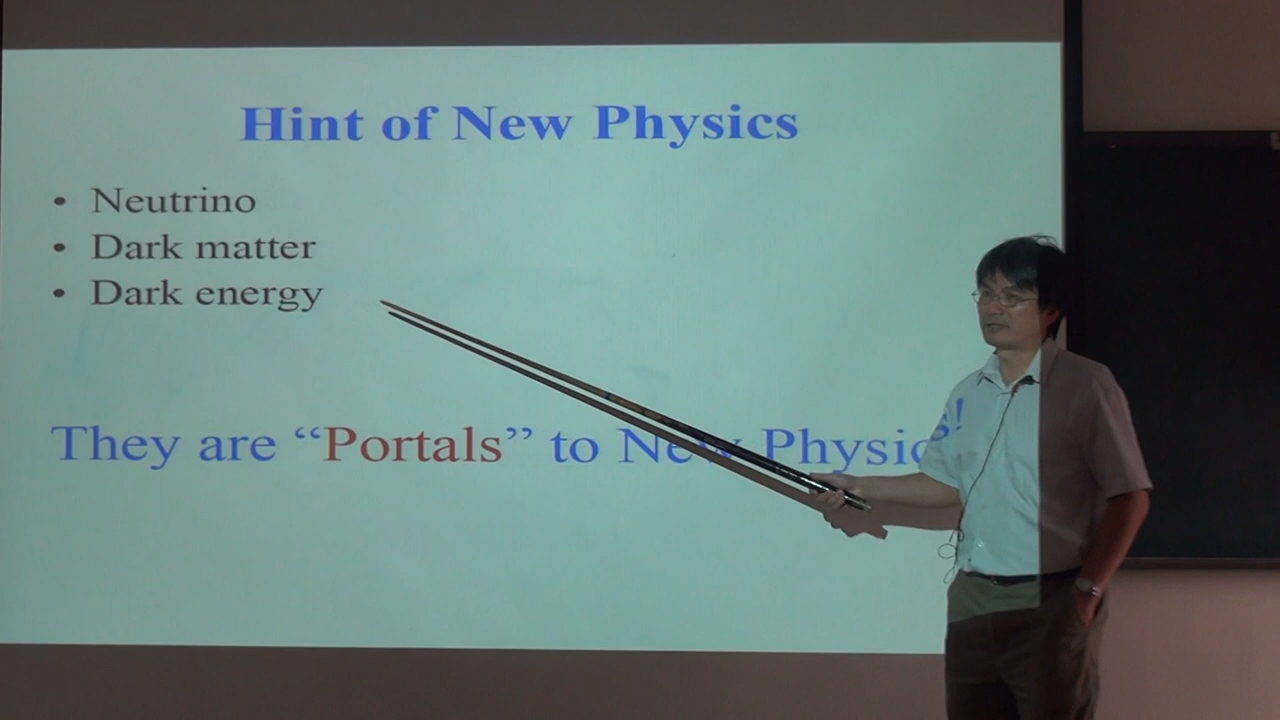 Hint of New Physics
• Neutrino
• Dark matter
• Dark energy
They are “Portals” to New Physics!